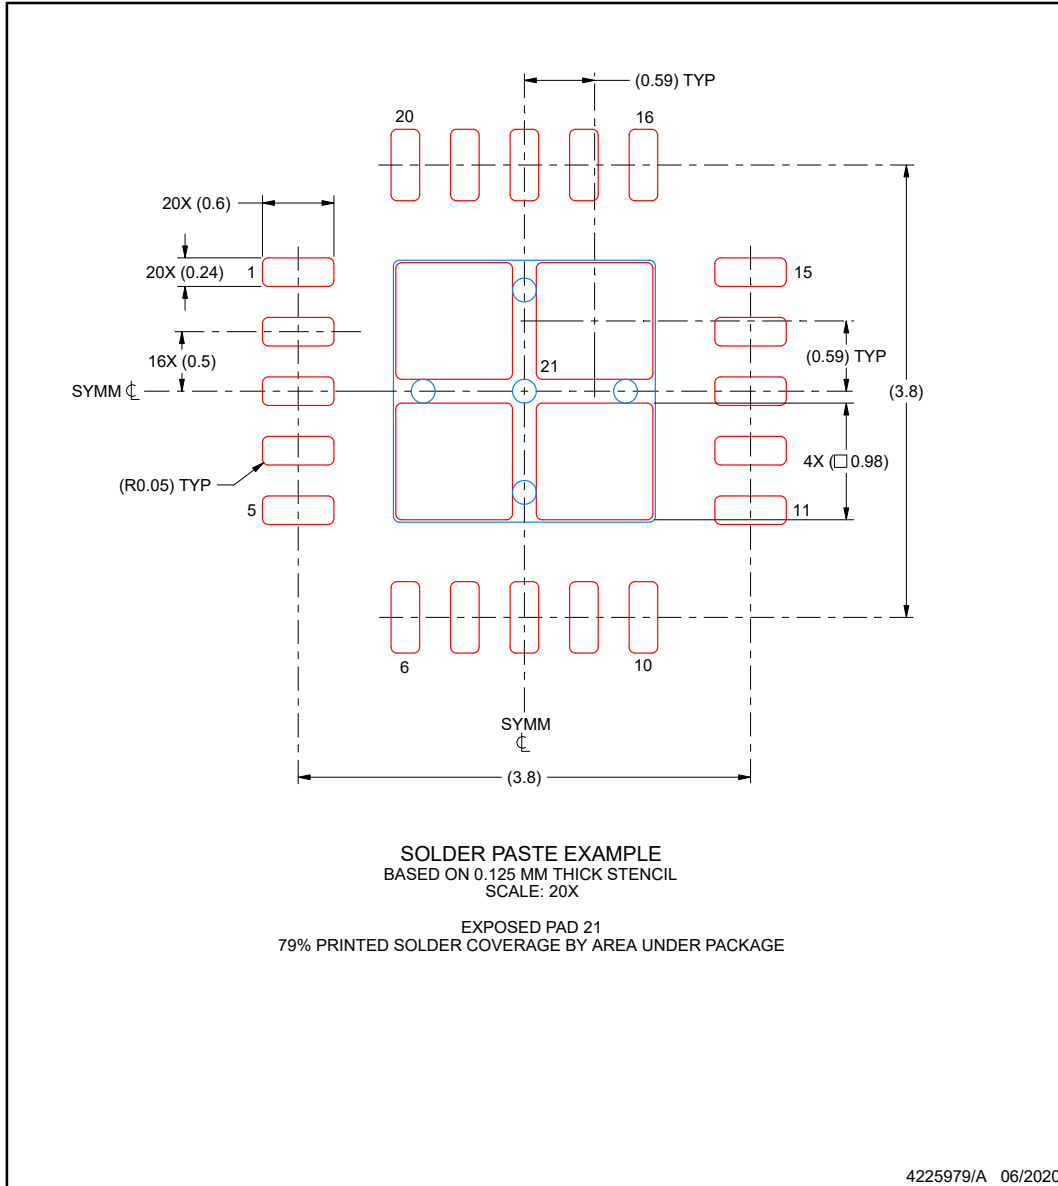 (0.59) TYP
20
16
20X (0.6)
20X (0.24)
1
15
16X (0.5)
(0.59) TYP
21
SYMM ℄
(3.8)
4X (□ 0.98)
(R0.05) TYP
5
11
6
10
SYMM
℄
(3.8)
SOLDER PASTE EXAMPLE
BASED ON 0.125 MM THICK STENCIL
SCALE: 20X
EXPOSED PAD 21
79% PRINTED SOLDER COVERAGE BY AREA UNDER PACKAGE
4225979/A 06/2020